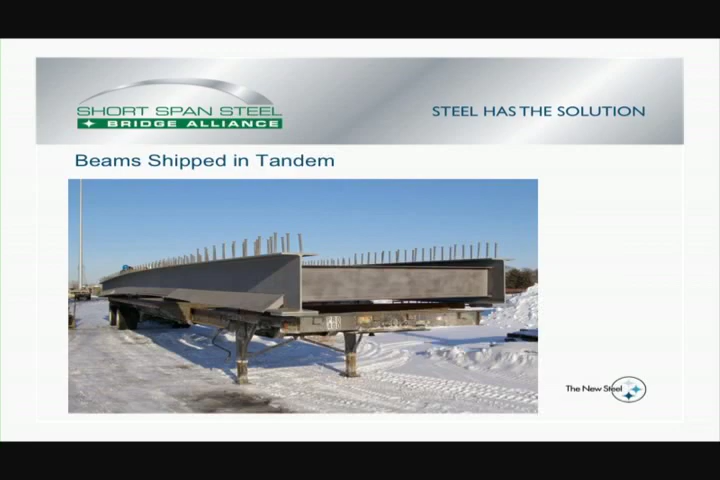 SHORT SPAN STEEL
BRIDGE ALLIANCE
STEEL HAS THE SOLUTION
Beams Shipped in Tandem
The New Steel